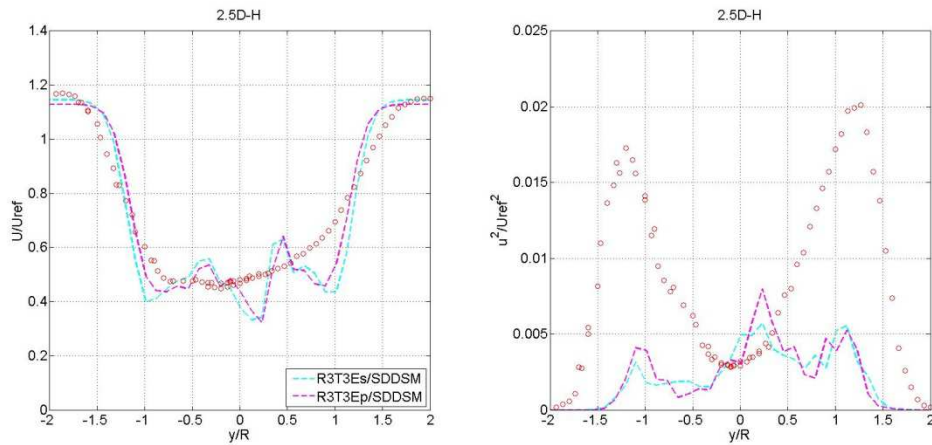 2.5D-H
1.4
1.2
1
0.8
0.6
0.4
0.2
0
U/Uref
-2 -1.5 -1 -0.5 0 0.5 1 1.5 2
y/R
R3T3Es/SDDSM
R3T3Ep/SDDSM
2.5D-H
0.025
0.02
0.015
0.01
0.005
0
u²/Uref²
-2 -1.5 -1 -0.5 0 0.5 1 1.5 2
y/R